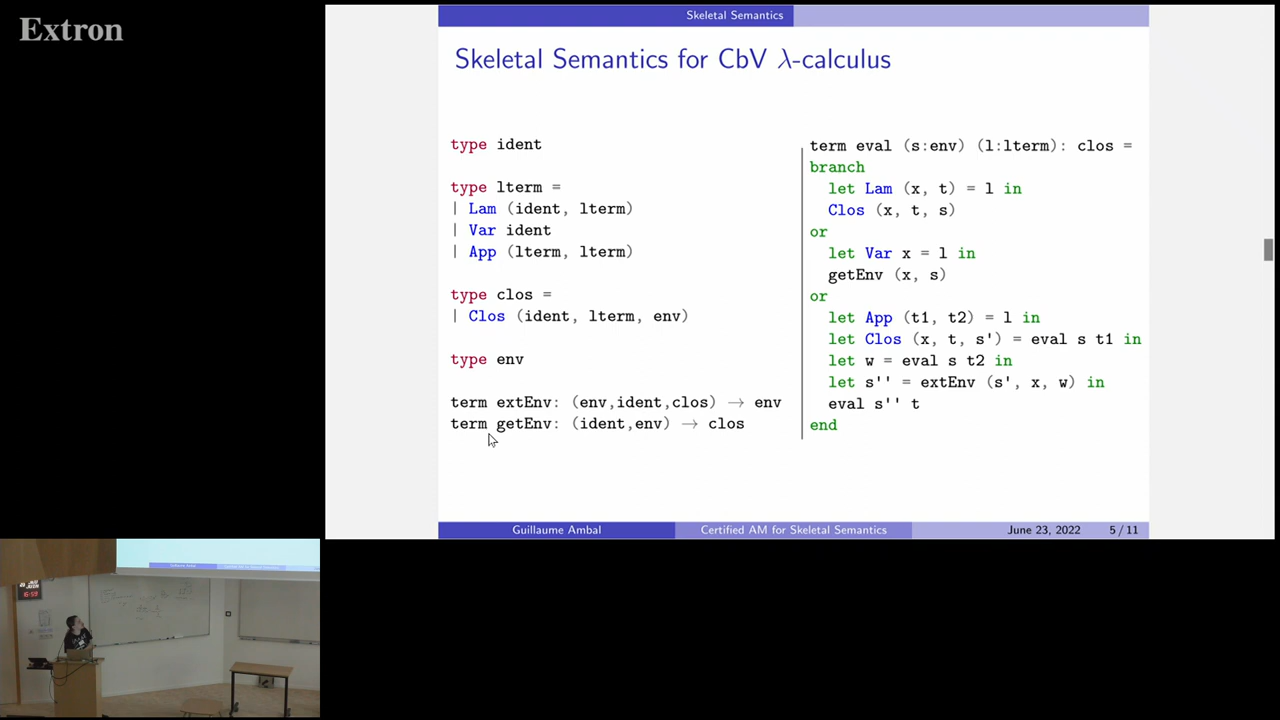 Extron
Skeletal Semantics
Skeletal Semantics for CbV λ-calculus
type ident
type lterm =
| Lam (ident, lterm)
| Var ident
| App (lterm, lterm)
type clos =
| Clos (ident, lterm, env)
type env
term extEnv: (env,ident,clos) → env
term getEnv: (ident,env) → clos
term eval (s:env) (l:lterm): clos =
branch
let Lam (x, t) = l in
Clos (x, t, s)
or
let Var x = l in
getEnv (x, s)
or
let App (t1, t2) = l in
let Clos (x, t, s') = eval s t1 in
let w = eval s t2 in
let s'' = extEnv (s', x, w) in
eval s'' t
end
Guillaume Ambal
Certified AM for Skeletal Semantics
June 23, 2022
5 / 11
16:59